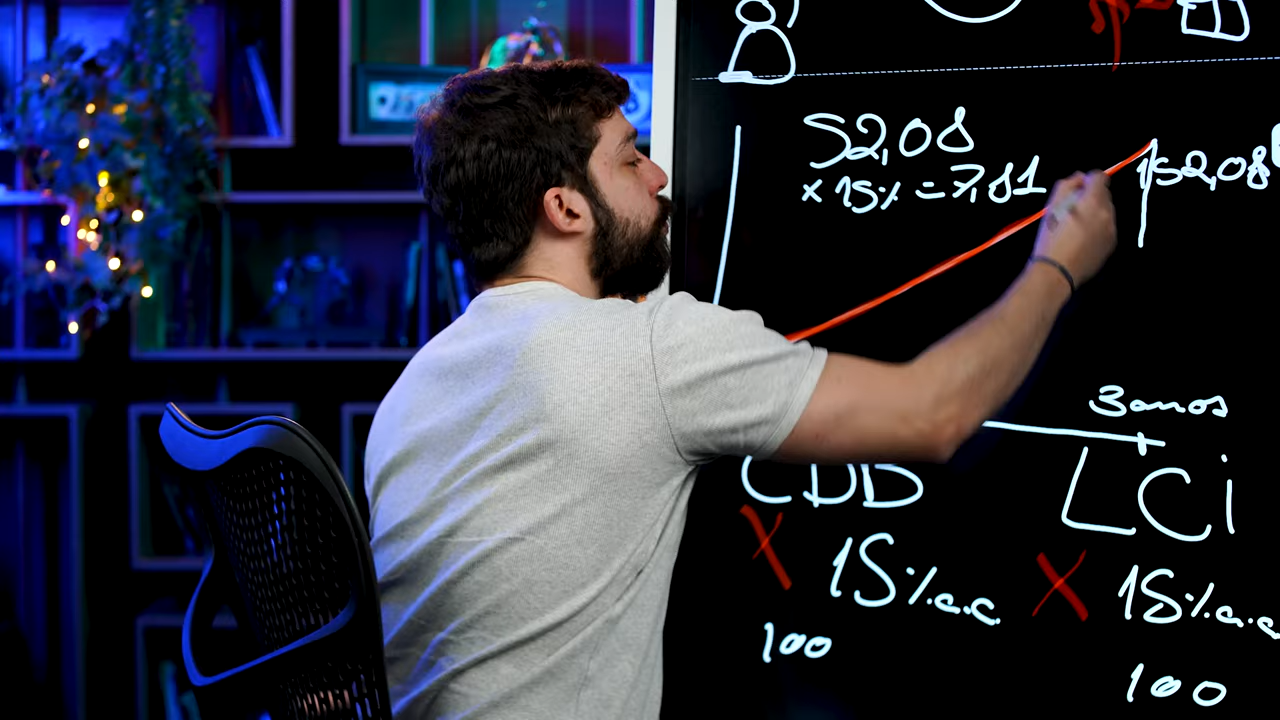 52,08
x 15% = 7,81
152,08
3 anos
CDB
LCi
X 15% a.a
X 15% a.a
100
100